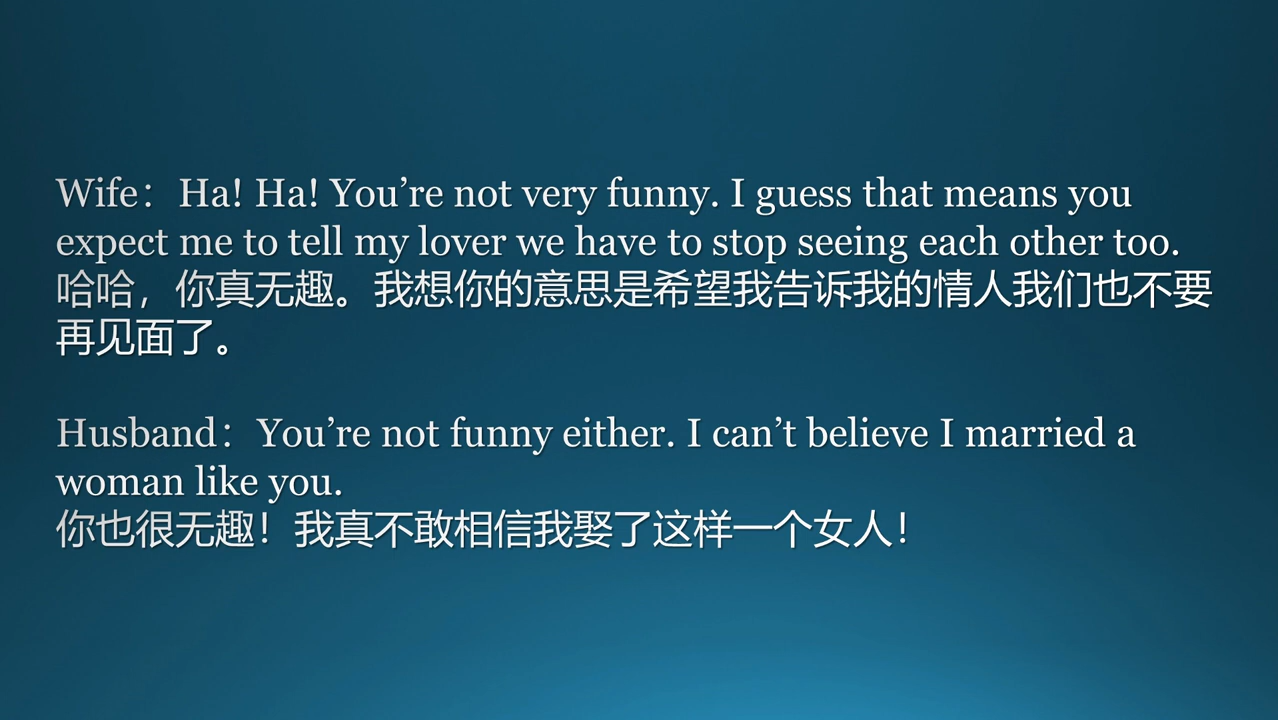 Wife：Ha! Ha! You’re not very funny. I guess that means you
expect me to tell my lover we have to stop seeing each other too.
哈哈，你真无趣。我想你的意思是希望我告诉我的情人我们也不要
再见面了。
Husband：You’re not funny either. I can’t believe I married a
woman like you.
你也很无趣！我真不敢相信我娶了这样一个女人！